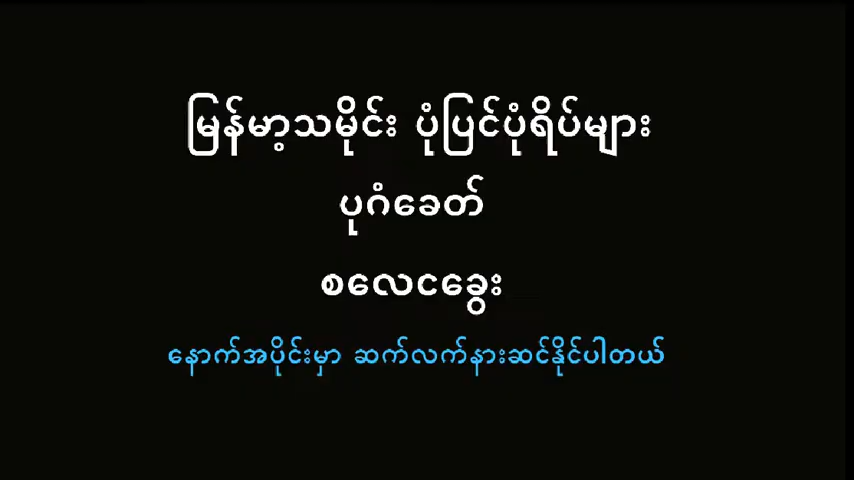 မြန်မာ့သမိုင်း ပုံပြင်ပုံရိပ်များ
ပုဂံခေတ်
စလေငခွေး
နောက်အပိုင်းမှာ ဆက်လက်နားဆင်နိုင်ပါတယ်